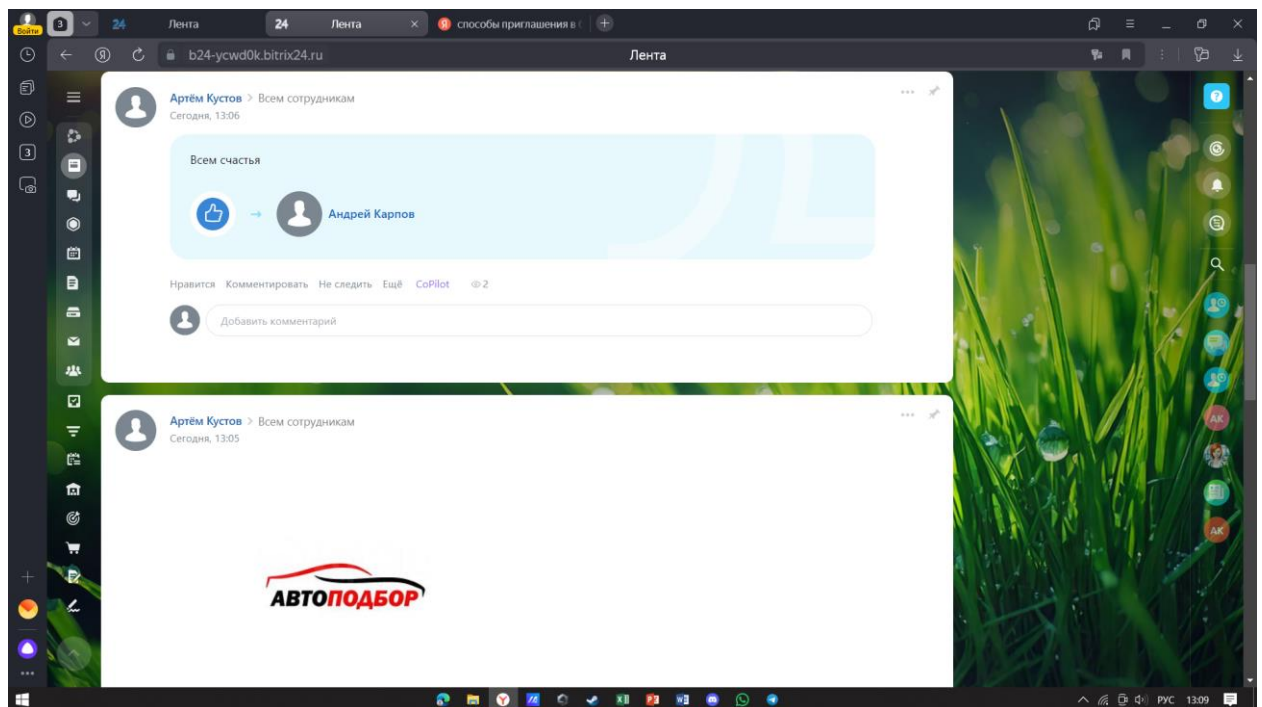 Войти
3
24 Лента
24 Лента ×
способы приглашения в
b24-ycwd0k.bitrix24.ru
Лента
3
Артём Кустов > Всем сотрудникам
Сегодня, 13:06
Всем счастья
Андрей Карпов
Нравится Комментировать Не следить Ещё CoPilot 2
Добавить комментарий
Артём Кустов > Всем сотрудникам
Сегодня, 13:05
АВТОПОДБОР
АК
АК
РУС 13:09